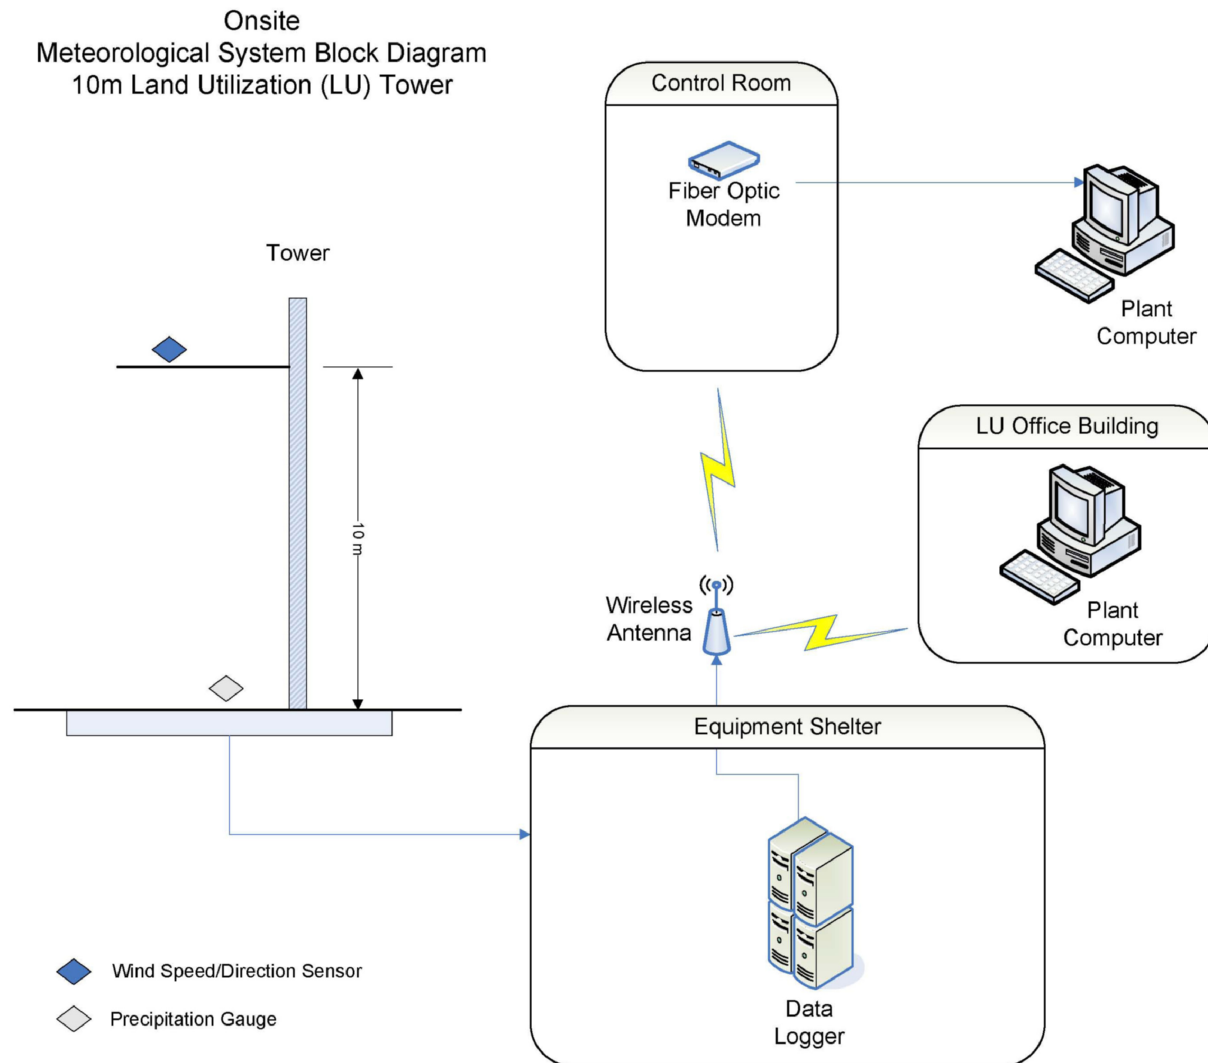 Onsite
Meteorological System Block Diagram
10m Land Utilization (LU) Tower
Control Room
Fiber Optic
Modem
Plant
Computer
Tower
10 m
LU Office Building
Plant
Computer
Wireless
Antenna
Equipment Shelter
Data
Logger
Wind Speed/Direction Sensor
Precipitation Gauge